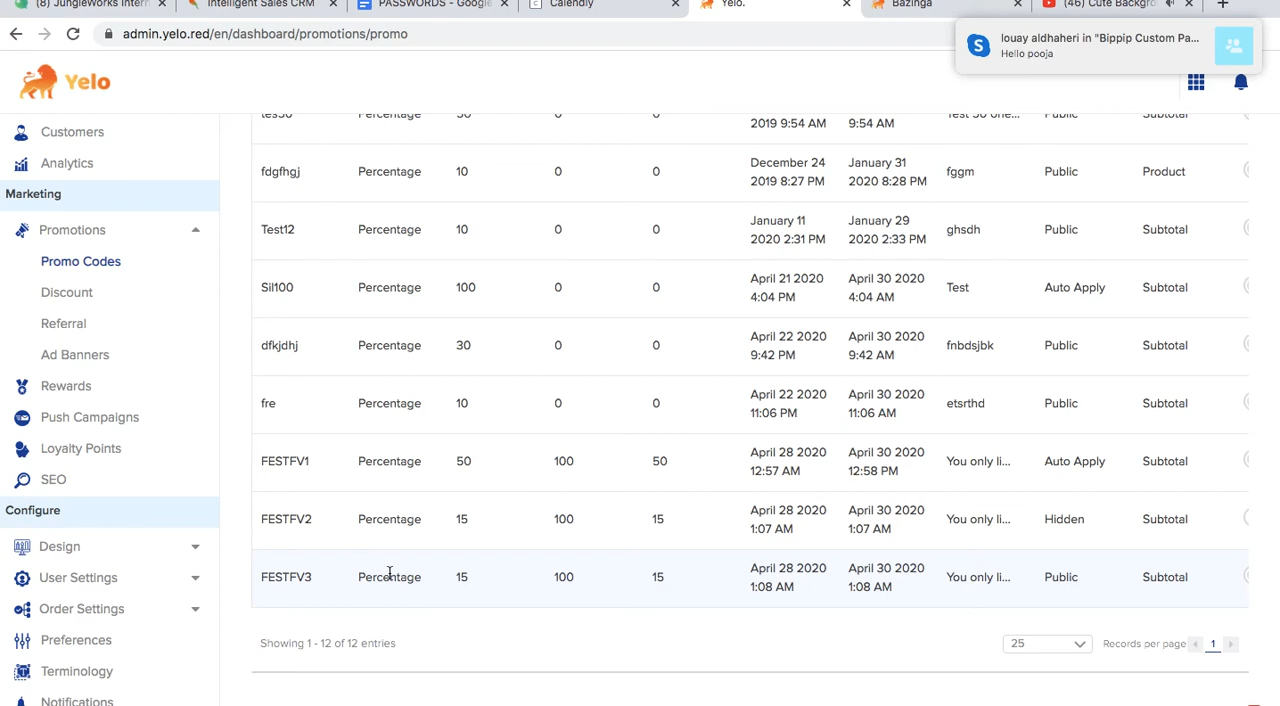 (8) JungleWorks Intern
Intelligent Sales CRM
PASSWORDS - Google
Calendly
Yelo.
Bazinga
(46) Cute Backgro
admin.yelo.red/en/dashboard/promotions/promo
louay aldhaheri in "Bippip Custom Pa...
Hello pooja
Yelo
Customers
Analytics
Marketing
Promotions
Promo Codes
Discount
Referral
Ad Banners
Rewards
Push Campaigns
Loyalty Points
SEO
Configure
Design
User Settings
Order Settings
Preferences
Terminology
Notifications
Percentage 0 0 2019 9:54 AM 9:54 AM Public Subtotal
fdgfhgj Percentage 10 0 0 December 24 2019 8:27 PM January 31 2020 8:28 PM fggm Public Product
Test12 Percentage 10 0 0 January 11 2020 2:31 PM January 29 2020 2:33 PM ghsdh Public Subtotal
Sil100 Percentage 100 0 0 April 21 2020 4:04 PM April 30 2020 4:04 AM Test Auto Apply Subtotal
dfkjdhj Percentage 30 0 0 April 22 2020 9:42 PM April 30 2020 9:42 AM fnbdsjbk Public Subtotal
fre Percentage 10 0 0 April 22 2020 11:06 PM April 30 2020 11:06 AM etsrthd Public Subtotal
FESTFV1 Percentage 50 100 50 April 28 2020 12:57 AM April 30 2020 12:58 PM You only li... Auto Apply Subtotal
FESTFV2 Percentage 15 100 15 April 28 2020 1:07 AM April 30 2020 1:07 AM You only li... Hidden Subtotal
FESTFV3 Percentage 15 100 15 April 28 2020 1:08 AM April 30 2020 1:08 AM You only li... Public Subtotal
Showing 1 - 12 of 12 entries
25 Records per page 1